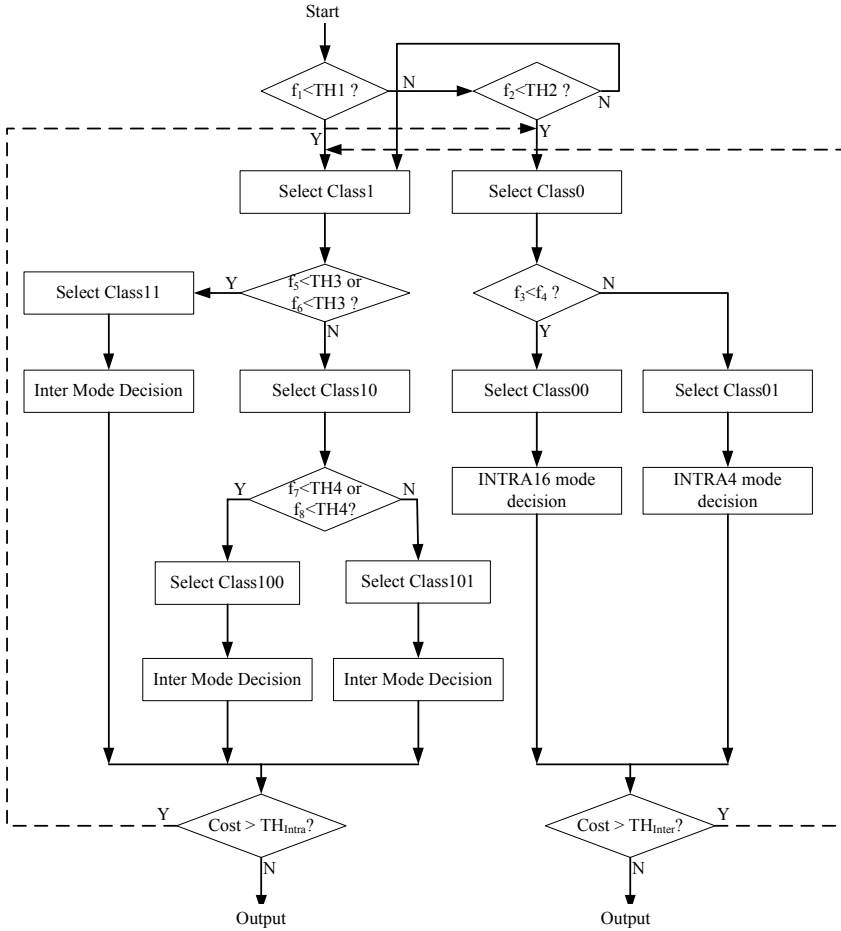 Start
f₁<TH1 ?
N
f₂<TH2 ?
N
Y
Y
Select Class1
Select Class0
f₅<TH3 or
f₆<TH3 ?
Y
N
Select Class11
f₃<f₄ ?
N
Y
Inter Mode Decision
Select Class10
Select Class00
Select Class01
f₇<TH4 or
f₈<TH4?
Y
N
INTRA16 mode
decision
INTRA4 mode
decision
Select Class100
Select Class101
Inter Mode Decision
Inter Mode Decision
Y
Cost > TH_Intra?
N
Cost > TH_Inter?
Y
N
Output
Output